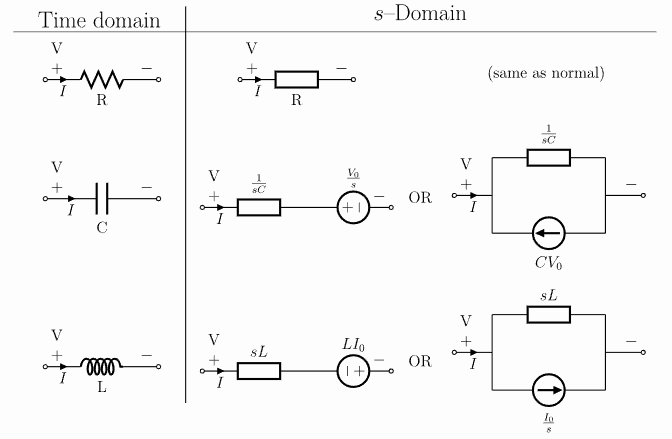 Time domain
s–Domain
V
+ −
I
R
V
+ −
I
R
(same as normal)
V
+ −
I
C
V
+ −
I
1/sC
V₀/s
+ −
OR
V
+ −
I
1/sC
CV₀
V
+ −
I
L
V
+ −
I
sL
LI₀
− +
OR
V
+ −
I
sL
I₀/s